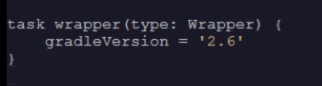 task wrapper(type: Wrapper) {
    gradleVersion = '2.6'
}